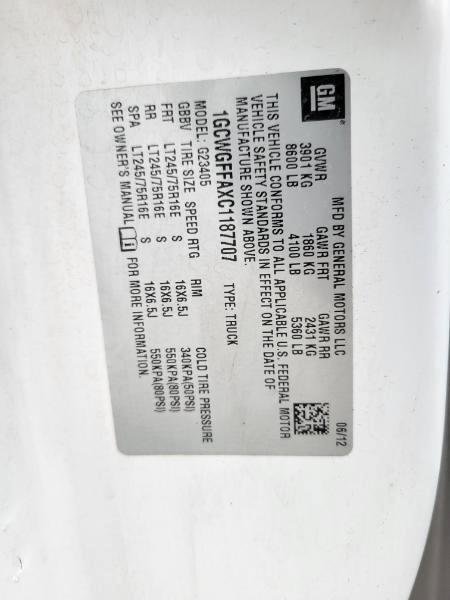 GM®
MFD BY GENERAL MOTORS LLC 06/12
GVWR GAWR FRT GAWR RR
3901 KG 1860 KG 2431 KG
8600 LB 4100 LB 5360 LB
THIS VEHICLE CONFORMS TO ALL APPLICABLE U.S. FEDERAL MOTOR
VEHICLE SAFETY STANDARDS IN EFFECT ON THE DATE OF
MANUFACTURE SHOWN ABOVE.
1GCWGFFAXC1187707 TYPE: TRUCK
MODEL: G23405
GBBV TIRE SIZE SPEED RTG RIM COLD TIRE PRESSURE
FRT LT245/75R16E S 16X6.5J 340KPA(50PSI)
RR LT245/75R16E S 16X6.5J 550KPA(80PSI)
SPA LT245/75R16E S 16X6.5J 550KPA(80PSI)
SEE OWNER'S MANUAL i FOR MORE INFORMATION.